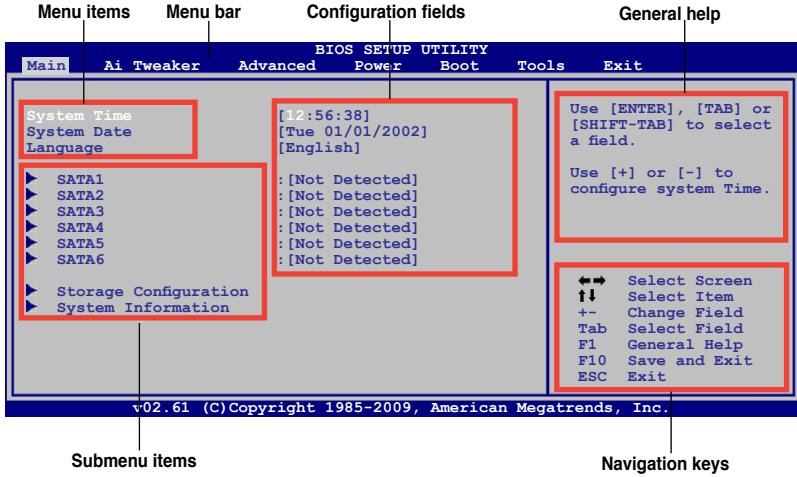 Menu items Menu bar Configuration fields General help
BIOS SETUP UTILITY
Main Ai Tweaker Advanced Power Boot Tools Exit
System Time [12:56:38]
System Date [Tue 01/01/2002]
Language [English]
SATA1 :[Not Detected]
SATA2 :[Not Detected]
SATA3 :[Not Detected]
SATA4 :[Not Detected]
SATA5 :[Not Detected]
SATA6 :[Not Detected]
Storage Configuration
System Information
Use [ENTER], [TAB] or
[SHIFT-TAB] to select
a field.
Use [+] or [-] to
configure system Time.
Select Screen
Select Item
+- Change Field
Tab Select Field
F1 General Help
F10 Save and Exit
ESC Exit
v02.61 (C)Copyright 1985-2009, American Megatrends, Inc.
Submenu items Navigation keys